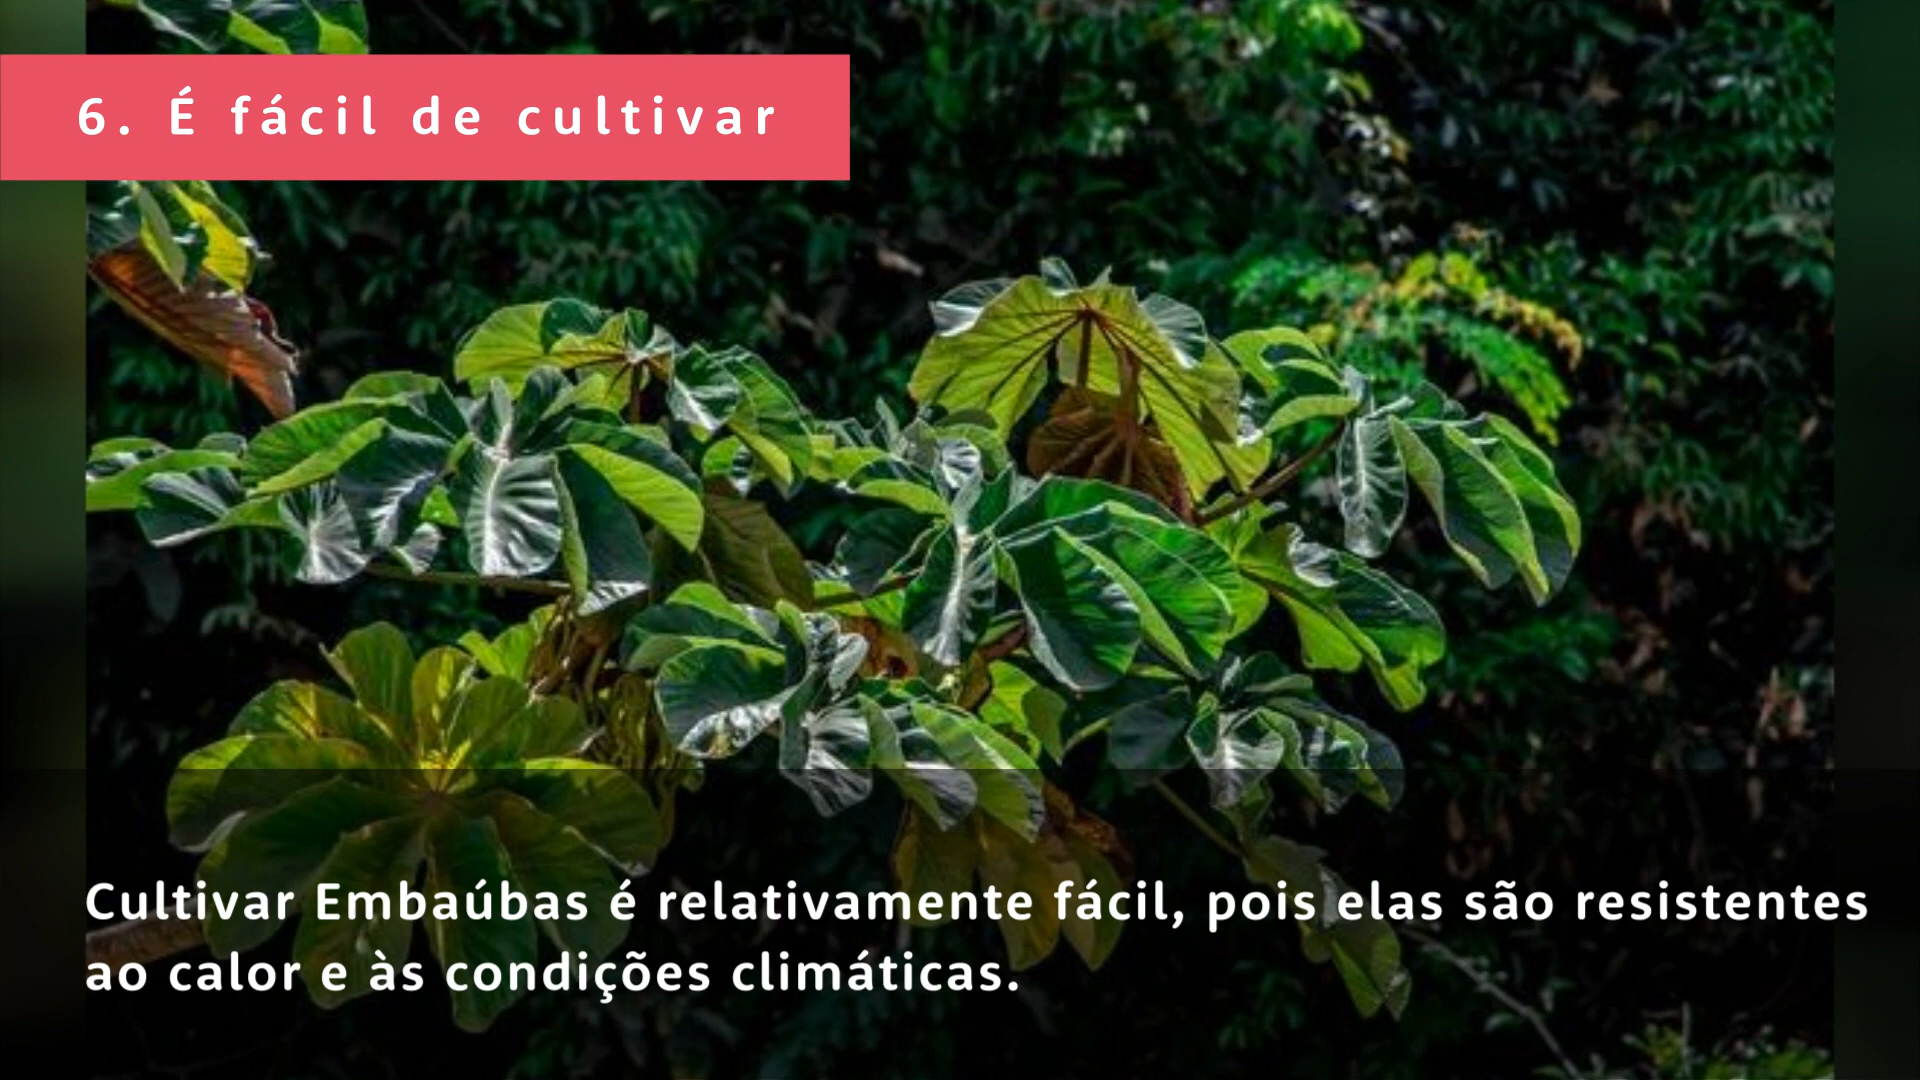 6. É fácil de cultivar
Cultivar Embaúbas é relativamente fácil, pois elas são resistentes
ao calor e às condições climáticas.